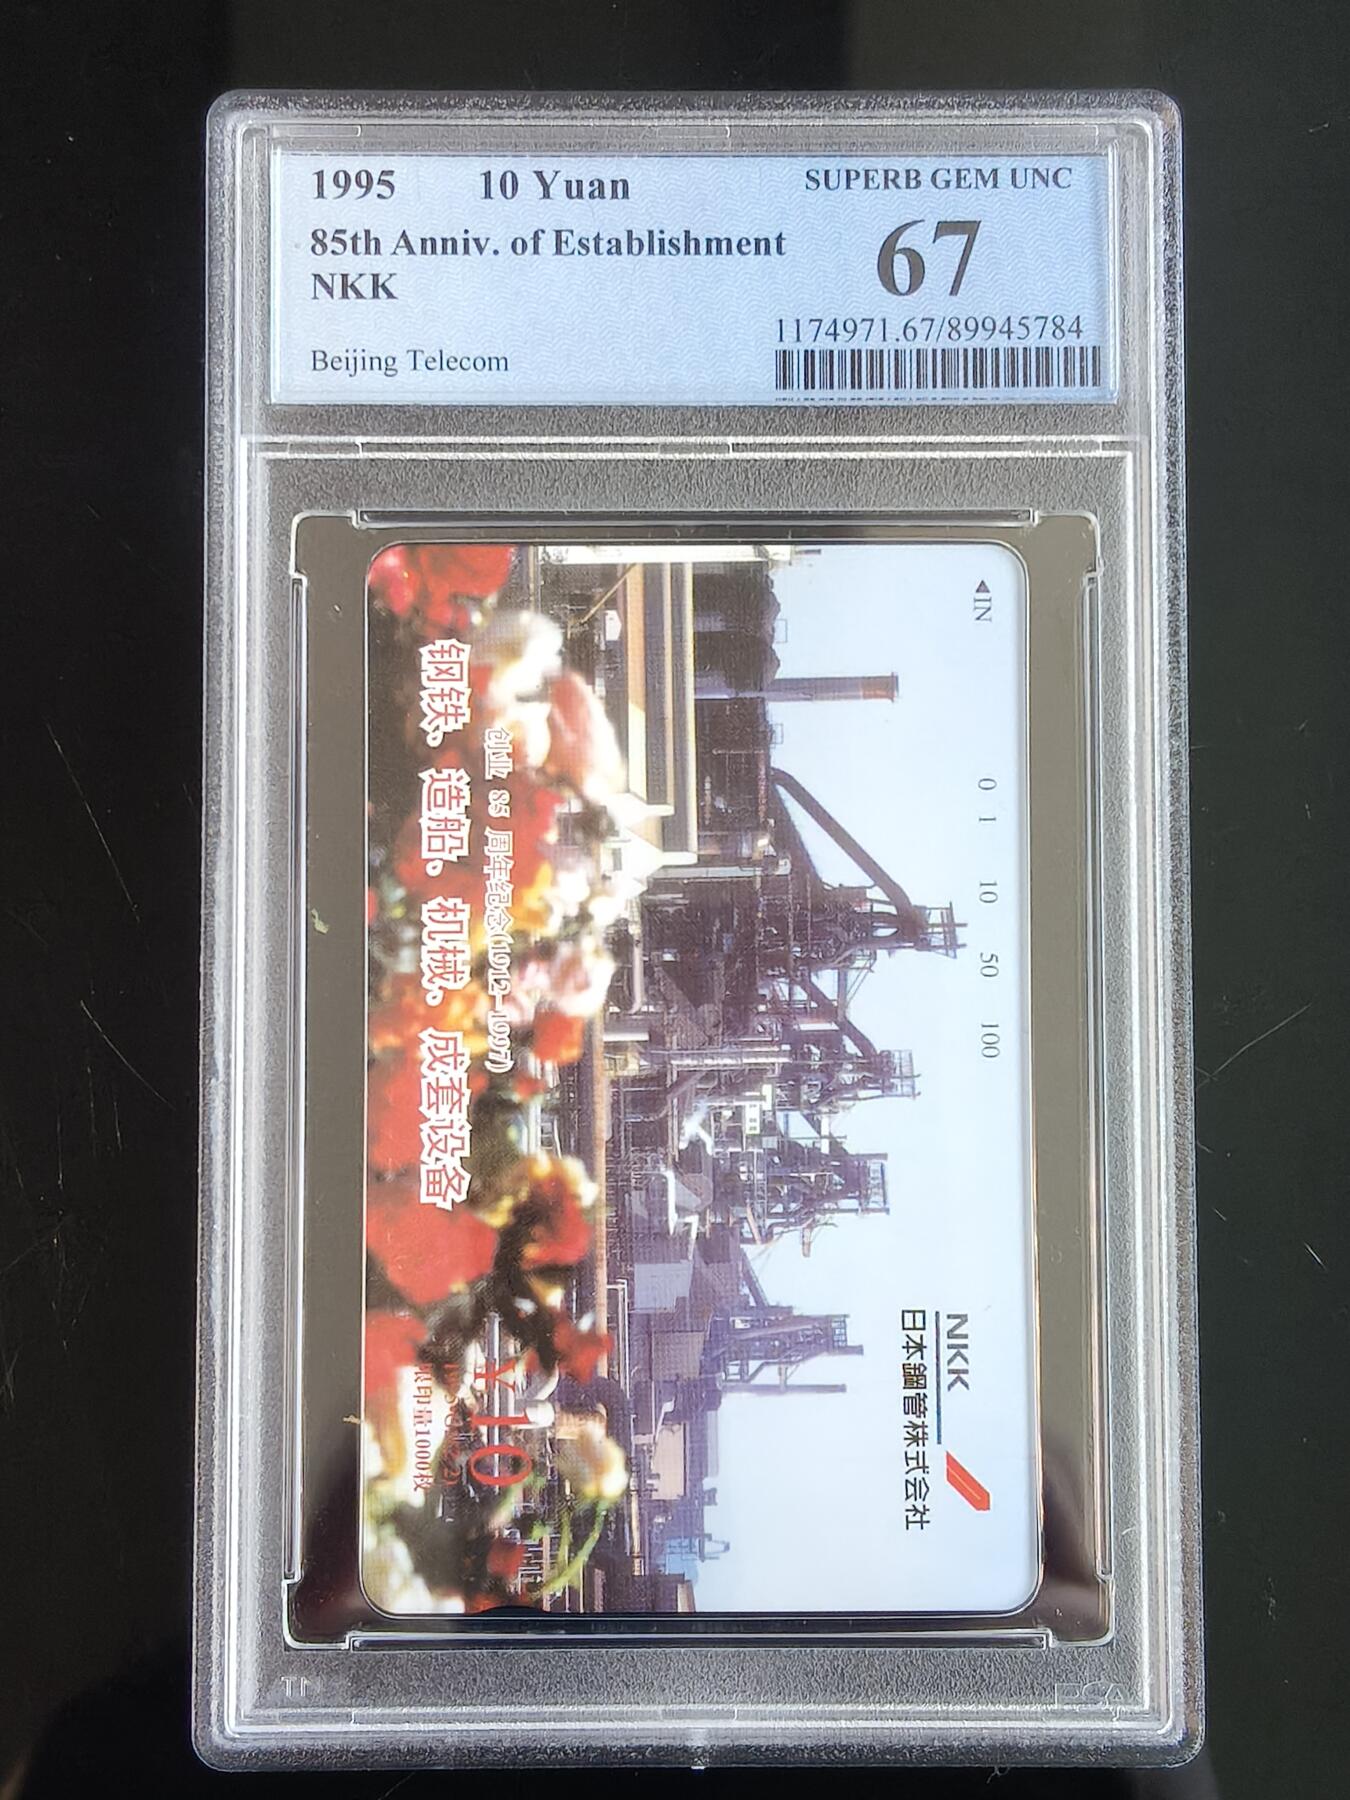 1995 10 Yuan
85th Anniv. of Establishment
NKK
Beijing Telecom
SUPERB GEM UNC
67
1174971.67/89945784
◀IN
0 1 10 50 100
NKK
日本鋼管株式会社
创业 85 周年纪念(1912-1997)
钢铁、造船、机械、成套设备
¥10
限印量1000枚